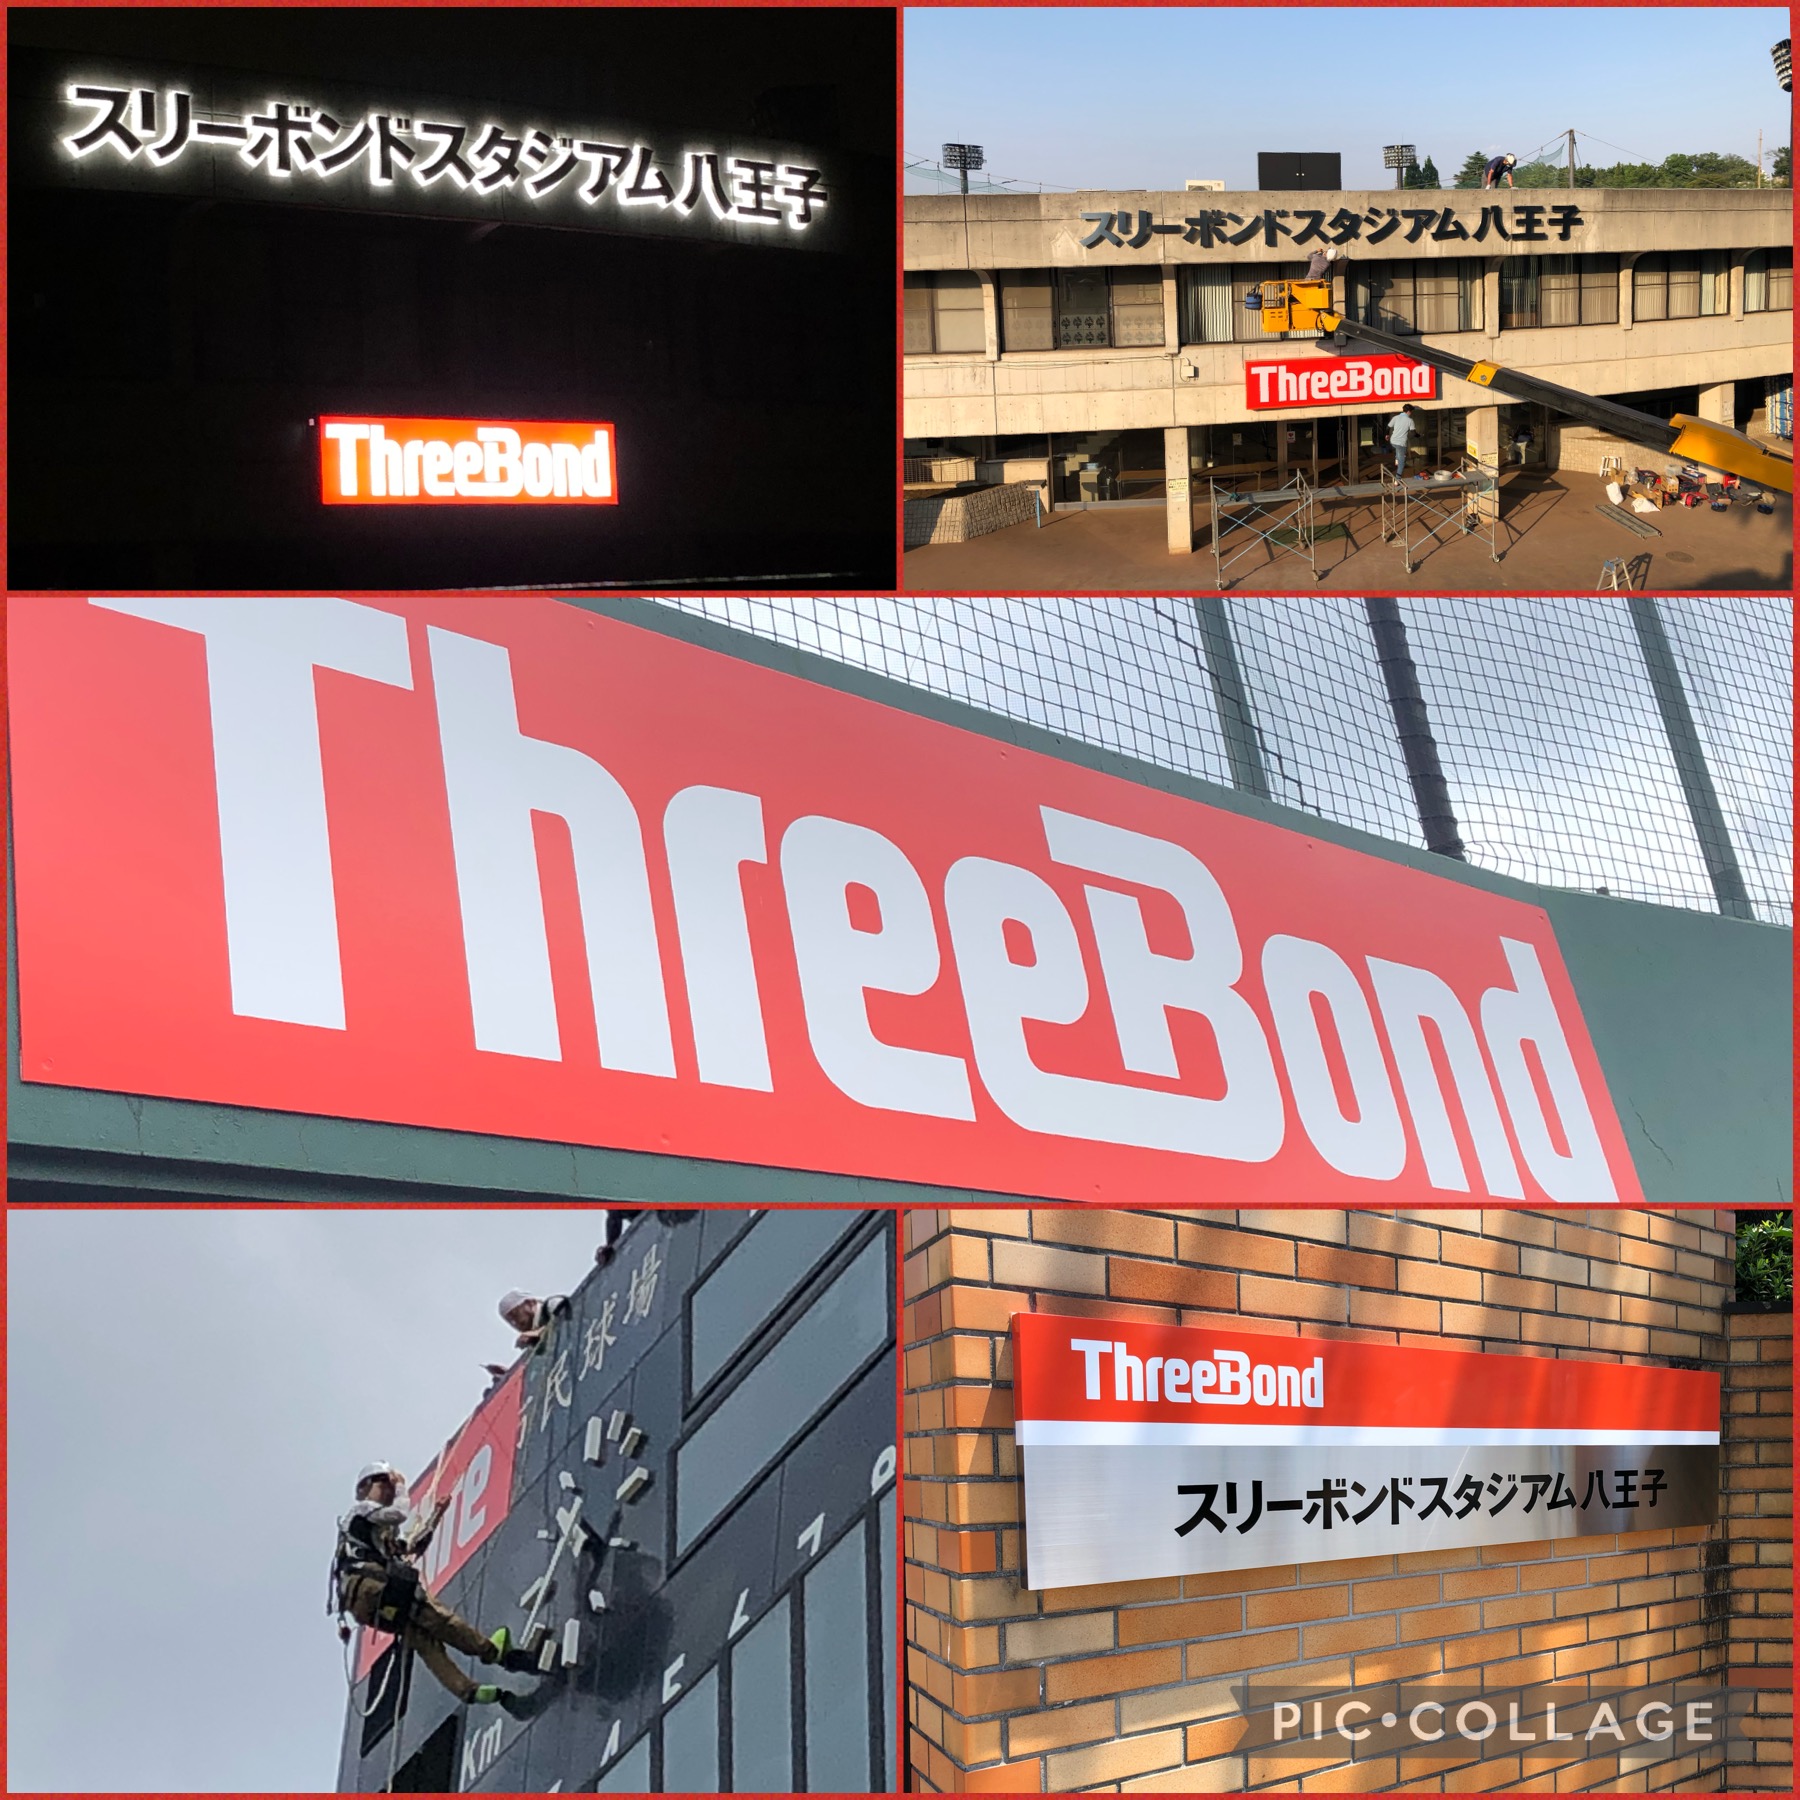 スリーボンドスタジアム八王子
ThreeBond
スリーボンドスタジアム八王子
ThreeBond
ThreeBond
民球場
Km
ThreeBond
スリーボンドスタジアム八王子
PIC•COLLAGE